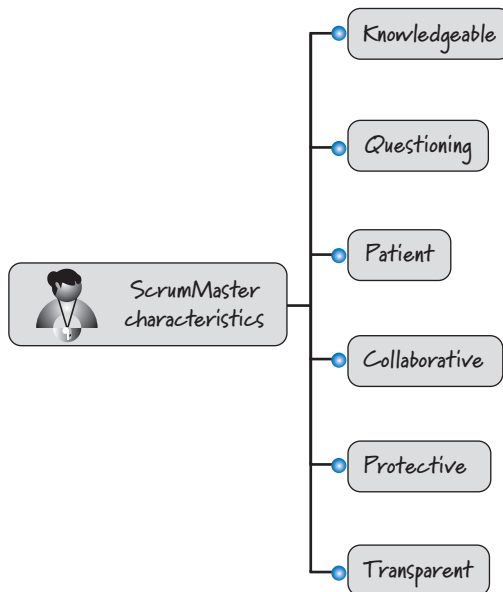 Knowledgeable
Questioning
Patient
ScrumMaster
characteristics
Collaborative
Protective
Transparent